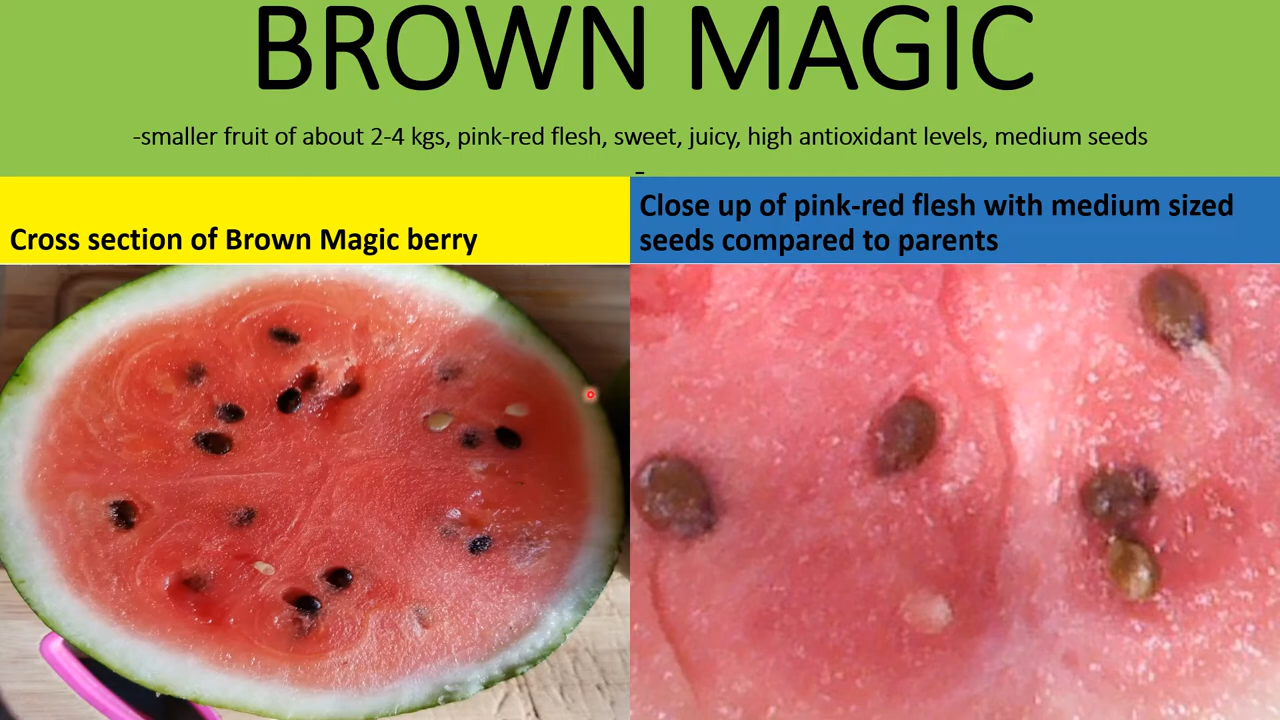 BROWN MAGIC
-smaller fruit of about 2-4 kgs, pink-red flesh, sweet, juicy, high antioxidant levels, medium seeds
-
Cross section of Brown Magic berry
Close up of pink-red flesh with medium sized
seeds compared to parents